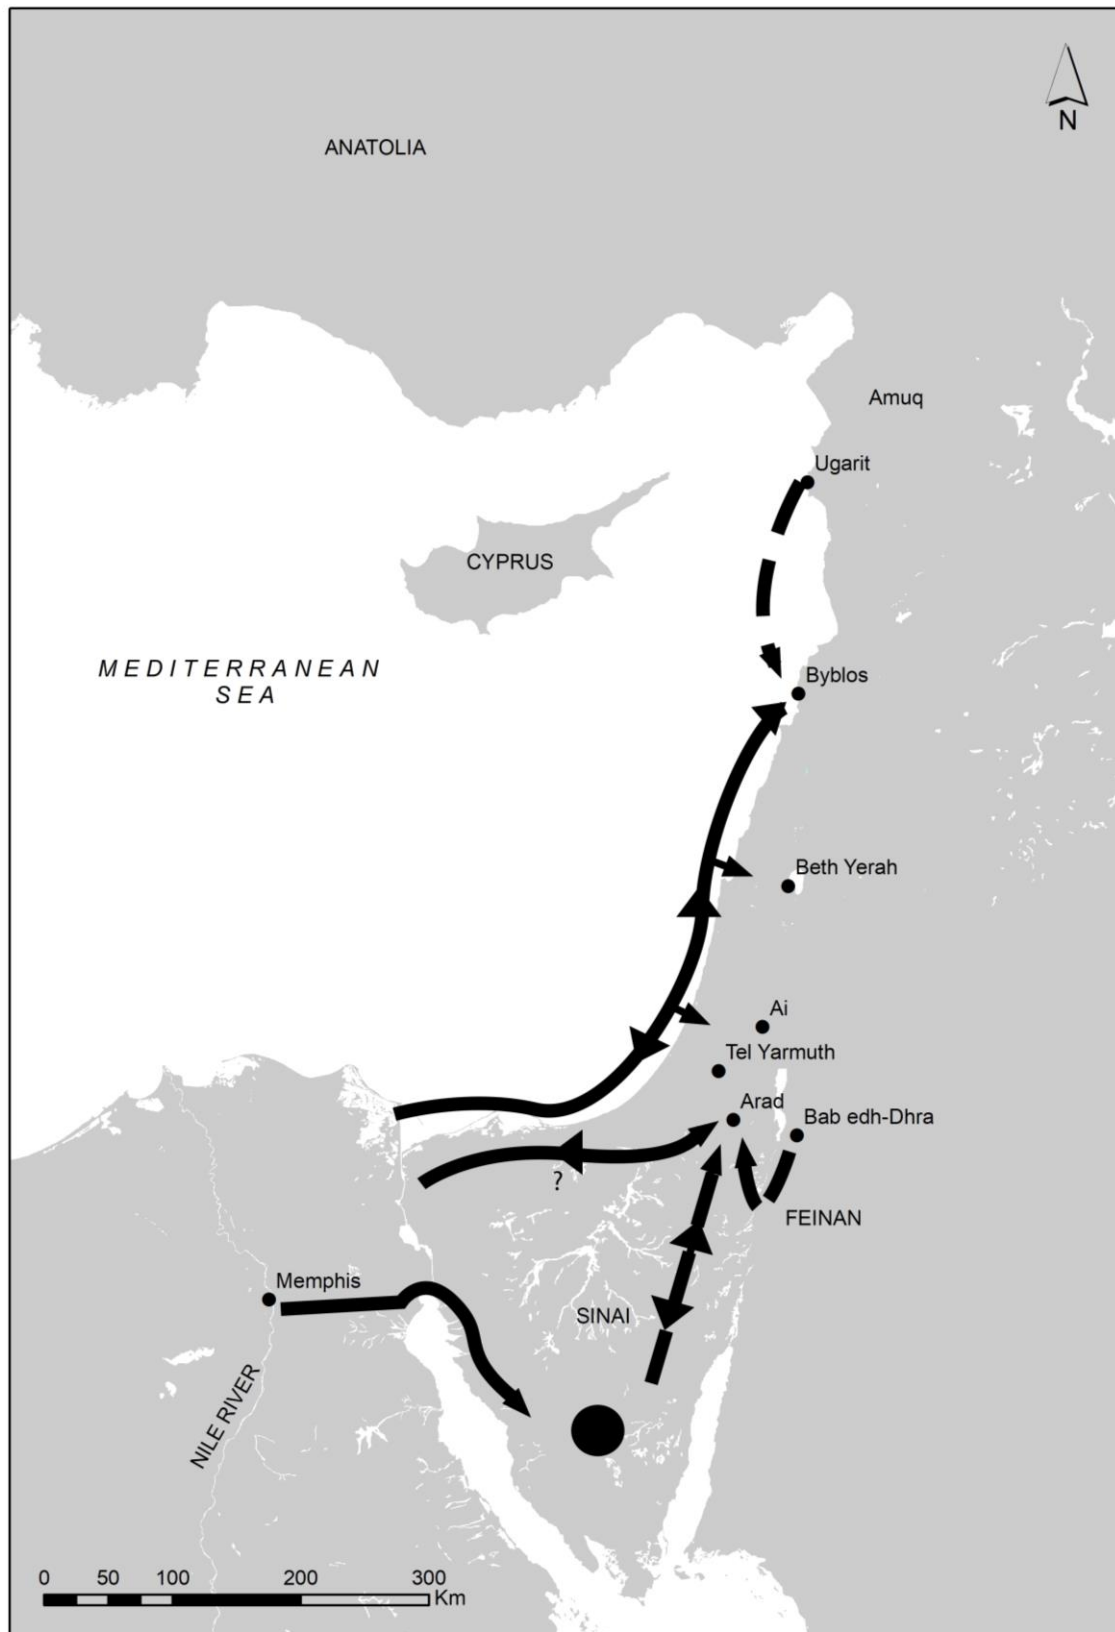 N
ANATOLIA
Amuq
Ugarit
CYPRUS
MEDITERRANEAN
SEA
Byblos
Beth Yerah
Ai
Tel Yarmuth
Arad
Bab edh-Dhra
?
FEINAN
Memphis
SINAI
NILE RIVER
0 50 100 200 300
Km